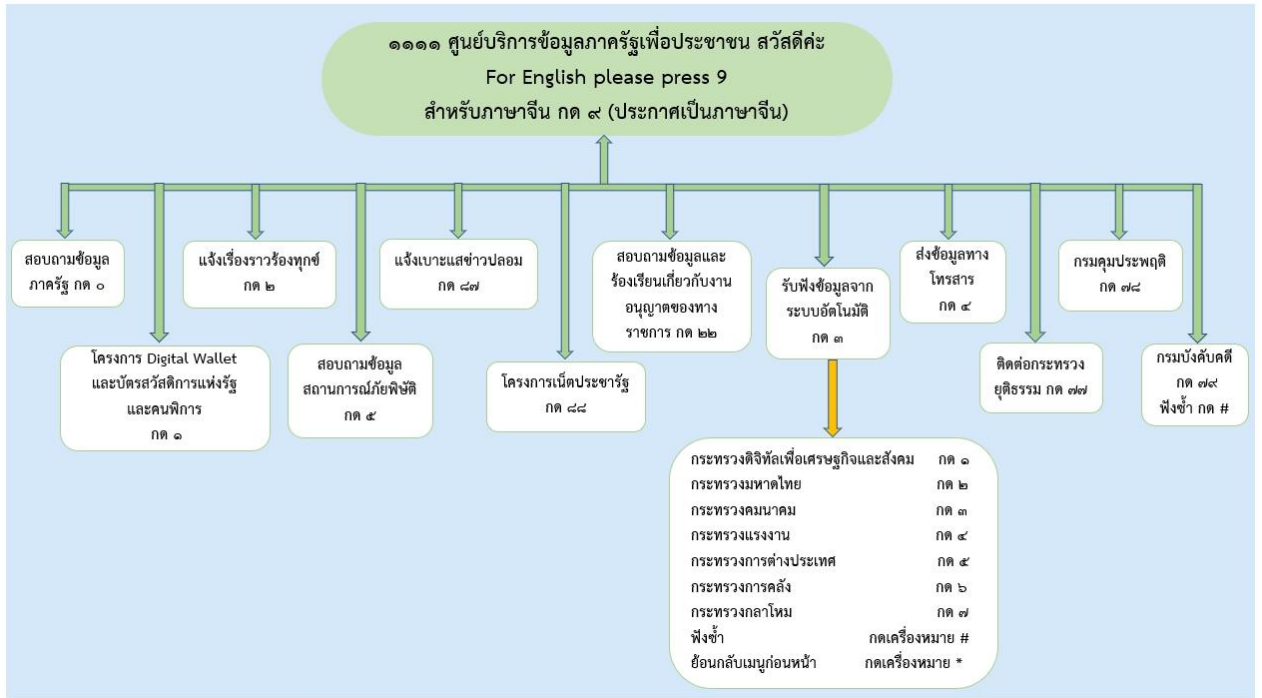 ๑๑๑๑ ศูนย์บริการข้อมูลภาครัฐเพื่อประชาชน สวัสดีค่ะ
For English please press 9
สำหรับภาษาจีน กด ๙ (ประกาศเป็นภาษาจีน)
สอบถามข้อมูล
ภาครัฐ กด ๐
โครงการ Digital Wallet
และบัตรสวัสดิการแห่งรัฐ
และคนพิการ
กด ๑
แจ้งเรื่องราวร้องทุกข์
กด ๒
สอบถามข้อมูล
สถานการณ์ภัยพิษัติ
กด ๕
แจ้งเบาะแสข่าวปลอม
กด ๘๗
โครงการเน็ตประชารัฐ
กด ๘๘
สอบถามข้อมูลและ
ร้องเรียนเกี่ยวกับงาน
อนุญาตของทาง
ราชการ กด ๒๒
รับฟังข้อมูลจาก
ระบบอัตโนมัติ
กด ๓
ส่งข้อมูลทาง
โทรสาร
กด ๔
ติดต่อกระทรวง
ยุติธรรม กด ๗๗
กรมคุมประพฤติ
กด ๗๘
กรมบังคับคดี
กด ๗๙
ฟังซ้ำ กด #
กระทรวงดิจิทัลเพื่อเศรษฐกิจและสังคม กด ๑
กระทรวงมหาดไทย กด ๒
กระทรวงคมนาคม กด ๓
กระทรวงแรงงาน กด ๔
กระทรวงการต่างประเทศ กด ๕
กระทรวงการคลัง กด ๖
กระทรวงกลาโหม กด ๗
ฟังซ้ำ กดเครื่องหมาย #
ย้อนกลับเมนูก่อนหน้า กดเครื่องหมาย *